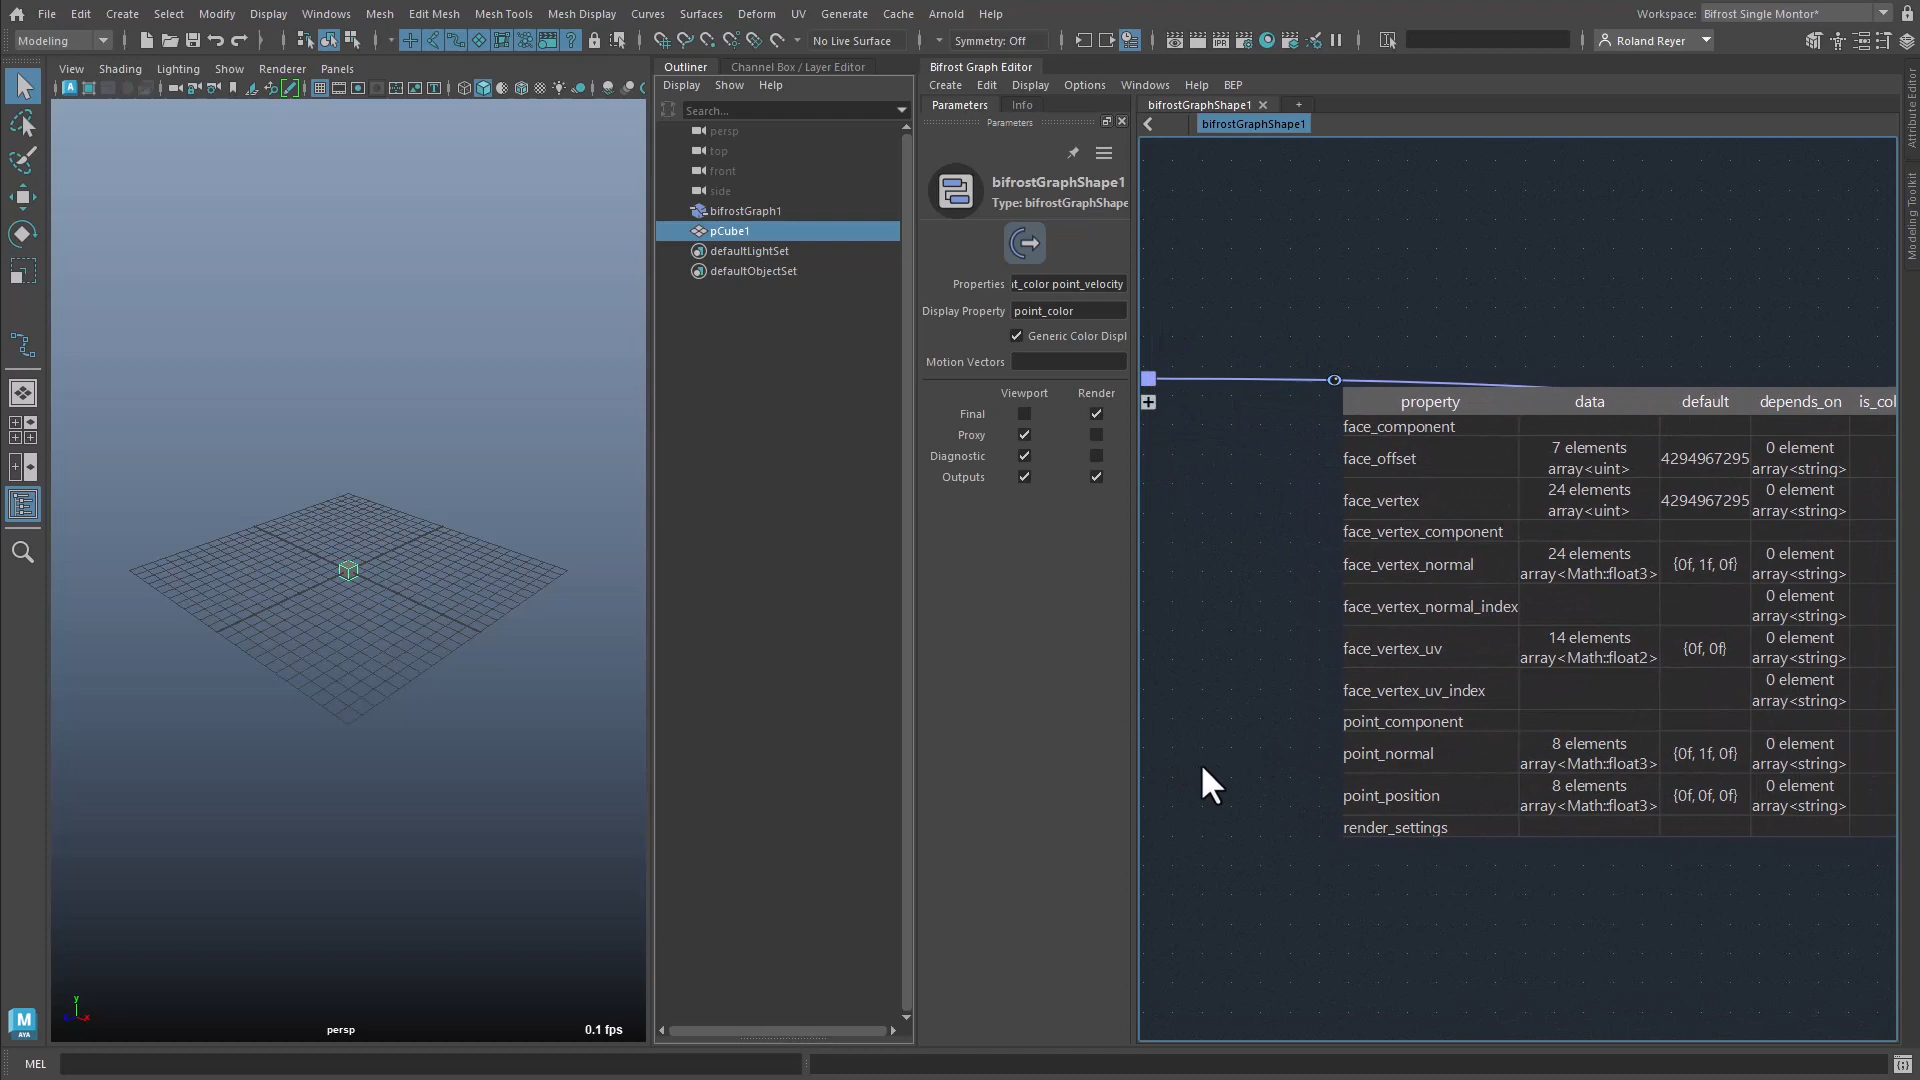 File Edit Create Select Modify Display Windows Mesh Edit Mesh Mesh Tools Mesh Display Curves Surfaces Deform UV Generate Cache Arnold Help Workspace: Bifrost Single Montor*
Modeling No Live Surface Symmetry: Off IPR Roland Reyer
View Shading Lighting Show Renderer Panels
Outliner Channel Box / Layer Editor
Display Show Help
Search...
persp
top
front
side
bifrostGraph1
pCube1
defaultLightSet
defaultObjectSet
persp
0.1 fps
y
x
Bifrost Graph Editor
Create Edit Display Options Windows Help BEP
Parameters Info
Parameters
bifrostGraphShape1
Type: bifrostGraphShape
Properties
point_velocity
Display Property point_color
Generic Color Displ
Motion Vectors
Viewport Render
Final
Proxy
Diagnostic
Outputs
bifrostGraphShape1 +
bifrostGraphShape1
property data default depends_on is_col
face_component
face_offset 7 elements array<uint> 4294967295 0 element array<string>
face_vertex 24 elements array<uint> 4294967295 0 element array<string>
face_vertex_component
face_vertex_normal 24 elements array<Math::float3> {0f, 1f, 0f} 0 element array<string>
face_vertex_normal_index 0 element array<string>
face_vertex_uv 14 elements array<Math::float2> {0f, 0f} 0 element array<string>
face_vertex_uv_index 0 element array<string>
point_component
point_normal 8 elements array<Math::float3> {0f, 1f, 0f} 0 element array<string>
point_position 8 elements array<Math::float3> {0f, 0f, 0f} 0 element array<string>
render_settings
Attribute Editor
Modeling Toolkit
M
AYA
MEL